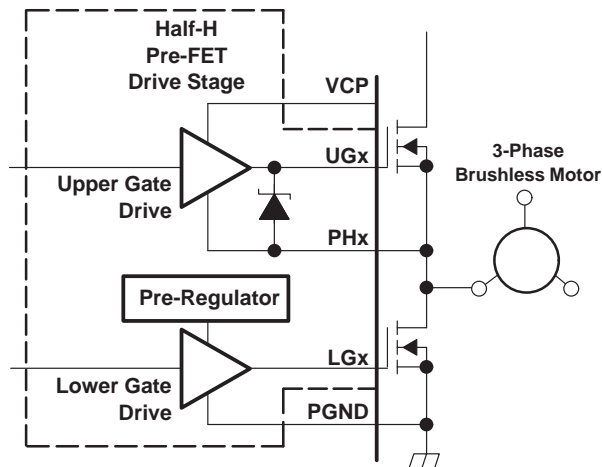 Half-H
Pre-FET
Drive Stage
VCP
UGx
Upper Gate
Drive
PHx
3-Phase
Brushless Motor
Pre-Regulator
LGx
Lower Gate
Drive
PGND